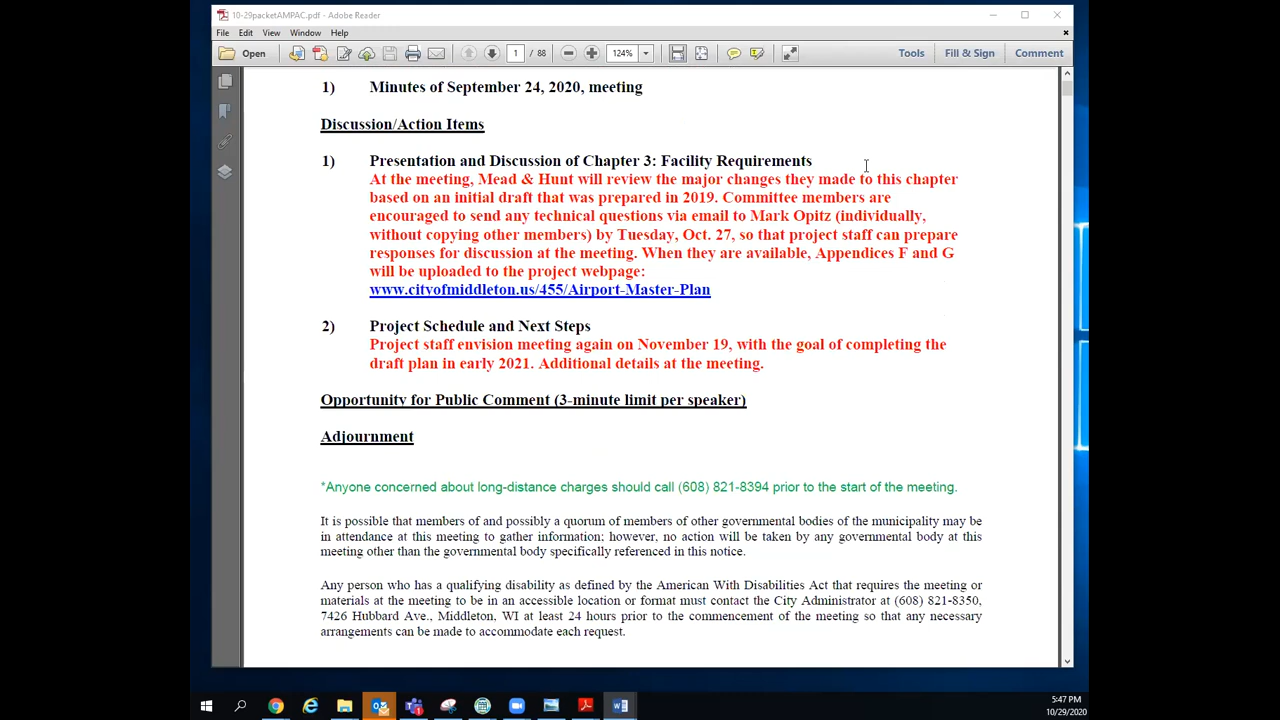 10-29packetAMPAC.pdf - Adobe Reader
File Edit View Window Help
Open 1 / 88 124% Tools Fill & Sign Comment
1) Minutes of September 24, 2020, meeting
Discussion/Action Items
1) Presentation and Discussion of Chapter 3: Facility Requirements
At the meeting, Mead & Hunt will review the major changes they made to this chapter
based on an initial draft that was prepared in 2019. Committee members are
encouraged to send any technical questions via email to Mark Opitz (individually,
without copying other members) by Tuesday, Oct. 27, so that project staff can prepare
responses for discussion at the meeting. When they are available, Appendices F and G
will be uploaded to the project webpage:
www.cityofmiddleton.us/455/Airport-Master-Plan
2) Project Schedule and Next Steps
Project staff envision meeting again on November 19, with the goal of completing the
draft plan in early 2021. Additional details at the meeting.
Opportunity for Public Comment (3-minute limit per speaker)
Adjournment
*Anyone concerned about long-distance charges should call (608) 821-8394 prior to the start of the meeting.
It is possible that members of and possibly a quorum of members of other governmental bodies of the municipality may be
in attendance at this meeting to gather information; however, no action will be taken by any governmental body at this
meeting other than the governmental body specifically referenced in this notice.
Any person who has a qualifying disability as defined by the American With Disabilities Act that requires the meeting or
materials at the meeting to be in an accessible location or format must contact the City Administrator at (608) 821-8350,
7426 Hubbard Ave., Middleton, WI at least 24 hours prior to the commencement of the meeting so that any necessary
arrangements can be made to accommodate each request.
5:47 PM
10/29/2020